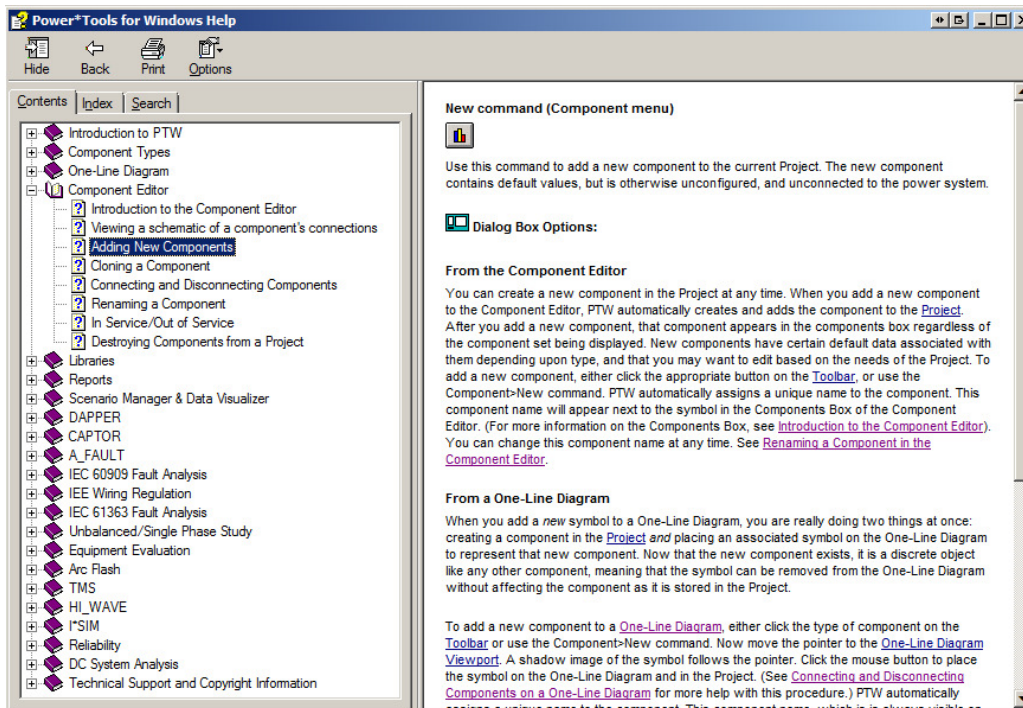 Power*Tools for Windows Help
Hide Back Print Options
Contents Index Search
Introduction to PTW
Component Types
One-Line Diagram
Component Editor
Introduction to the Component Editor
Viewing a schematic of a component's connections
Adding New Components
Cloning a Component
Connecting and Disconnecting Components
Renaming a Component
In Service/Out of Service
Destroying Components from a Project
Libraries
Reports
Scenario Manager & Data Visualizer
DAPPER
CAPTOR
A_FAULT
IEC 60909 Fault Analysis
IEE Wiring Regulation
IEC 61363 Fault Analysis
Unbalanced/Single Phase Study
Equipment Evaluation
Arc Flash
TMS
HI_WAVE
I*SIM
Reliability
DC System Analysis
Technical Support and Copyright Information
New command (Component menu)
Use this command to add a new component to the current Project. The new component
contains default values, but is otherwise unconfigured, and unconnected to the power system.
Dialog Box Options:
From the Component Editor
You can create a new component in the Project at any time. When you add a new component
to the Component Editor, PTW automatically creates and adds the component to the Project.
After you add a new component, that component appears in the components box regardless of
the component set being displayed. New components have certain default data associated with
them depending upon type, and that you may want to edit based on the needs of the Project. To
add a new component, either click the appropriate button on the Toolbar, or use the
Component>New command. PTW automatically assigns a unique name to the component. This
component name will appear next to the symbol in the Components Box of the Component
Editor. (For more information on the Components Box, see Introduction to the Component Editor).
You can change this component name at any time. See Renaming a Component in the
Component Editor.
From a One-Line Diagram
When you add a new symbol to a One-Line Diagram, you are really doing two things at once:
creating a component in the Project and placing an associated symbol on the One-Line Diagram
to represent that new component. Now that the new component exists, it is a discrete object
like any other component, meaning that the symbol can be removed from the One-Line Diagram
without affecting the component as it is stored in the Project.
To add a new component to a One-Line Diagram, either click the type of component on the
Toolbar or use the Component>New command. Now move the pointer to the One-Line Diagram
Viewport. A shadow image of the symbol follows the pointer. Click the mouse button to place
the symbol on the One-Line Diagram and in the Project. (See Connecting and Disconnecting
Components on a One-Line Diagram for more help with this procedure.) PTW automatically
assigns a unique name to the component. This component name, which is is always visible on